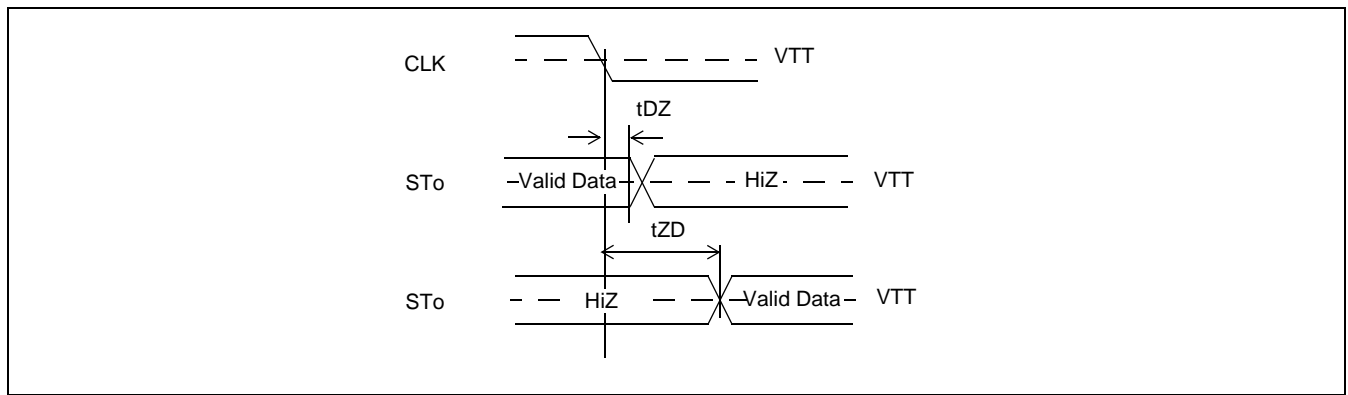 CLK VTT
tDZ
STo Valid Data HiZ VTT
tZD
STo HiZ Valid Data VTT